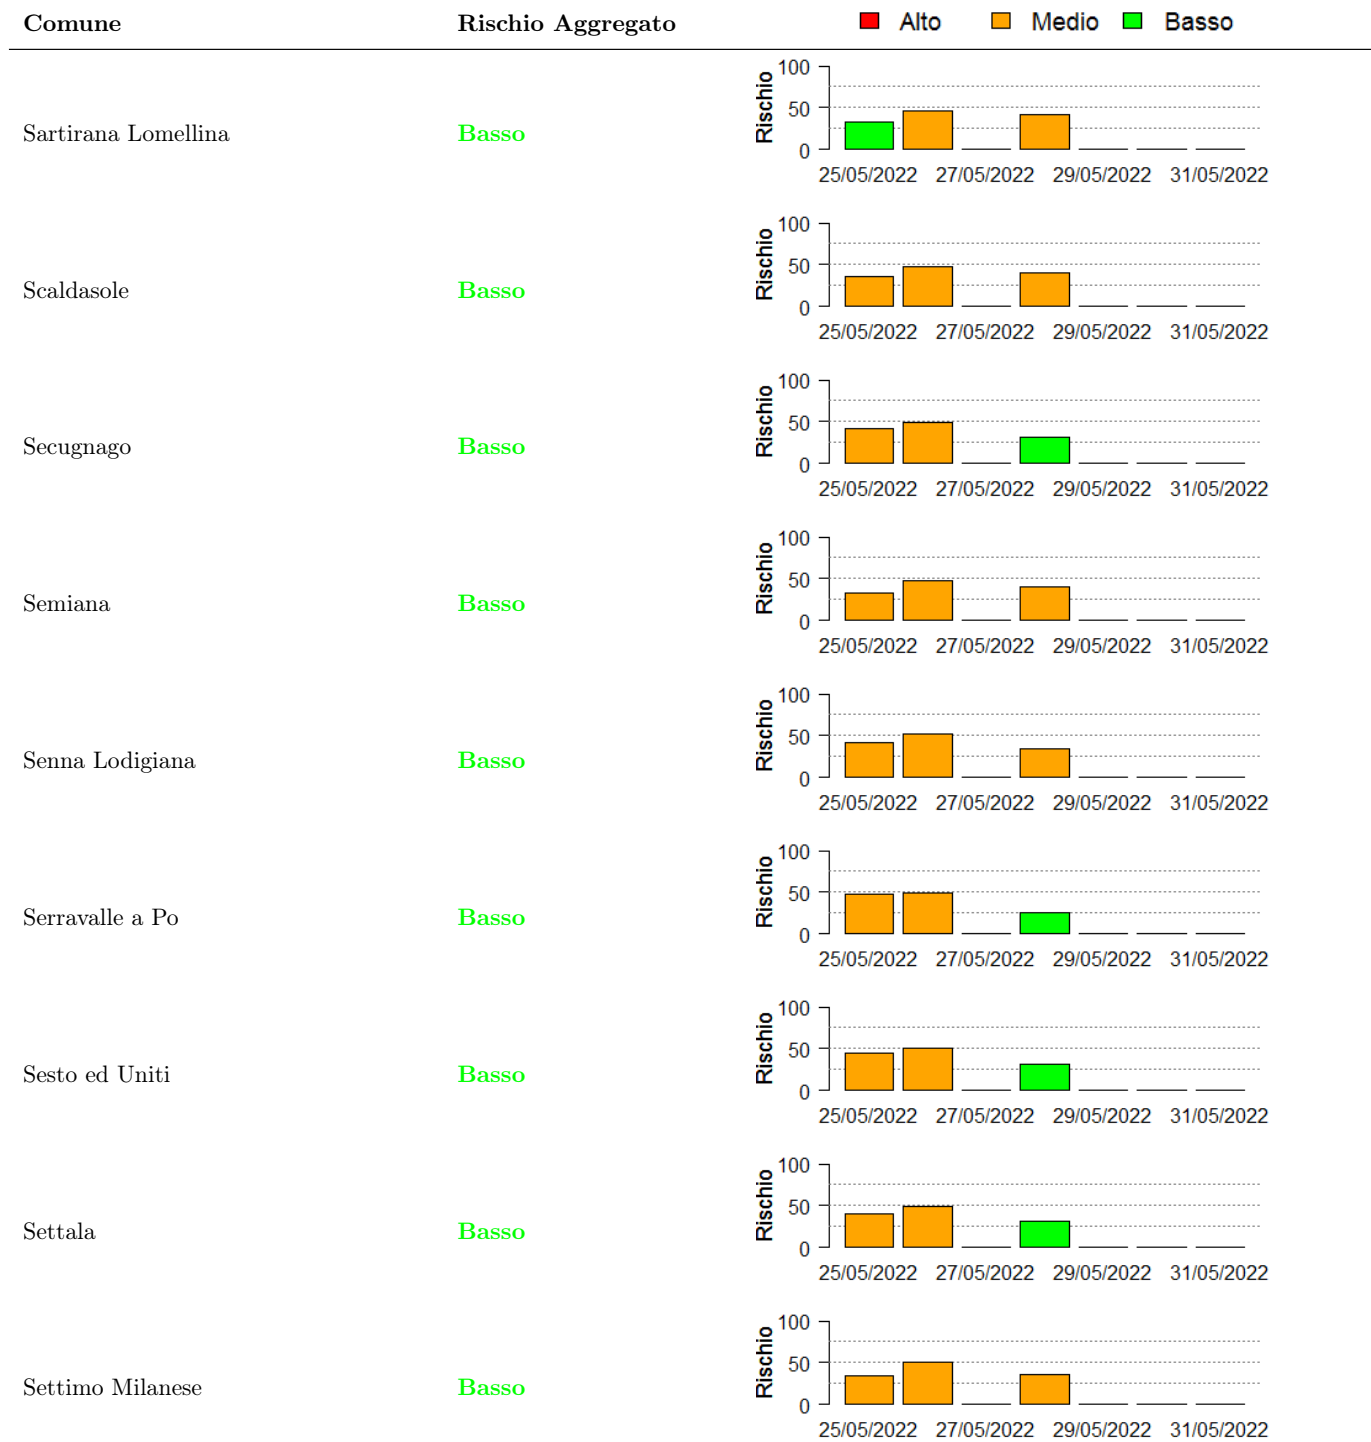 Comune Rischio Aggregato Alto Medio Basso
Sartirana Lomellina Basso
Rischio
100
50
0
25/05/2022 27/05/2022 29/05/2022 31/05/2022
Scaldasole Basso
Rischio
100
50
0
25/05/2022 27/05/2022 29/05/2022 31/05/2022
Secugnago Basso
Rischio
100
50
0
25/05/2022 27/05/2022 29/05/2022 31/05/2022
Semiana Basso
Rischio
100
50
0
25/05/2022 27/05/2022 29/05/2022 31/05/2022
Senna Lodigiana Basso
Rischio
100
50
0
25/05/2022 27/05/2022 29/05/2022 31/05/2022
Serravalle a Po Basso
Rischio
100
50
0
25/05/2022 27/05/2022 29/05/2022 31/05/2022
Sesto ed Uniti Basso
Rischio
100
50
0
25/05/2022 27/05/2022 29/05/2022 31/05/2022
Settala Basso
Rischio
100
50
0
25/05/2022 27/05/2022 29/05/2022 31/05/2022
Settimo Milanese Basso
Rischio
100
50
0
25/05/2022 27/05/2022 29/05/2022 31/05/2022